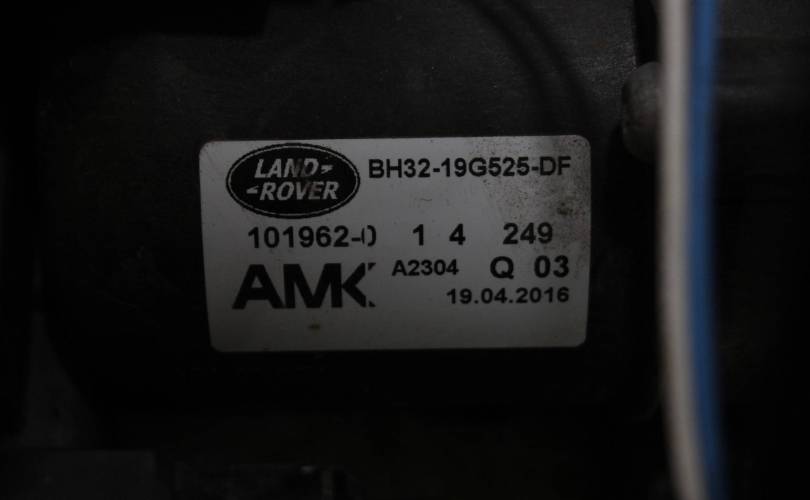 LAND-
-ROVER
BH32-19G525-DF
101962-0 1 4 249
AMK A2304 Q 03
19.04.2016